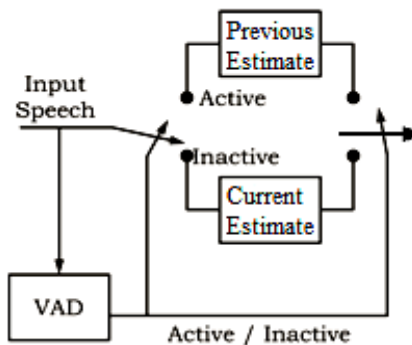 Previous
Estimate
Input
Speech
Active
Inactive
Current
Estimate
VAD
Active / Inactive